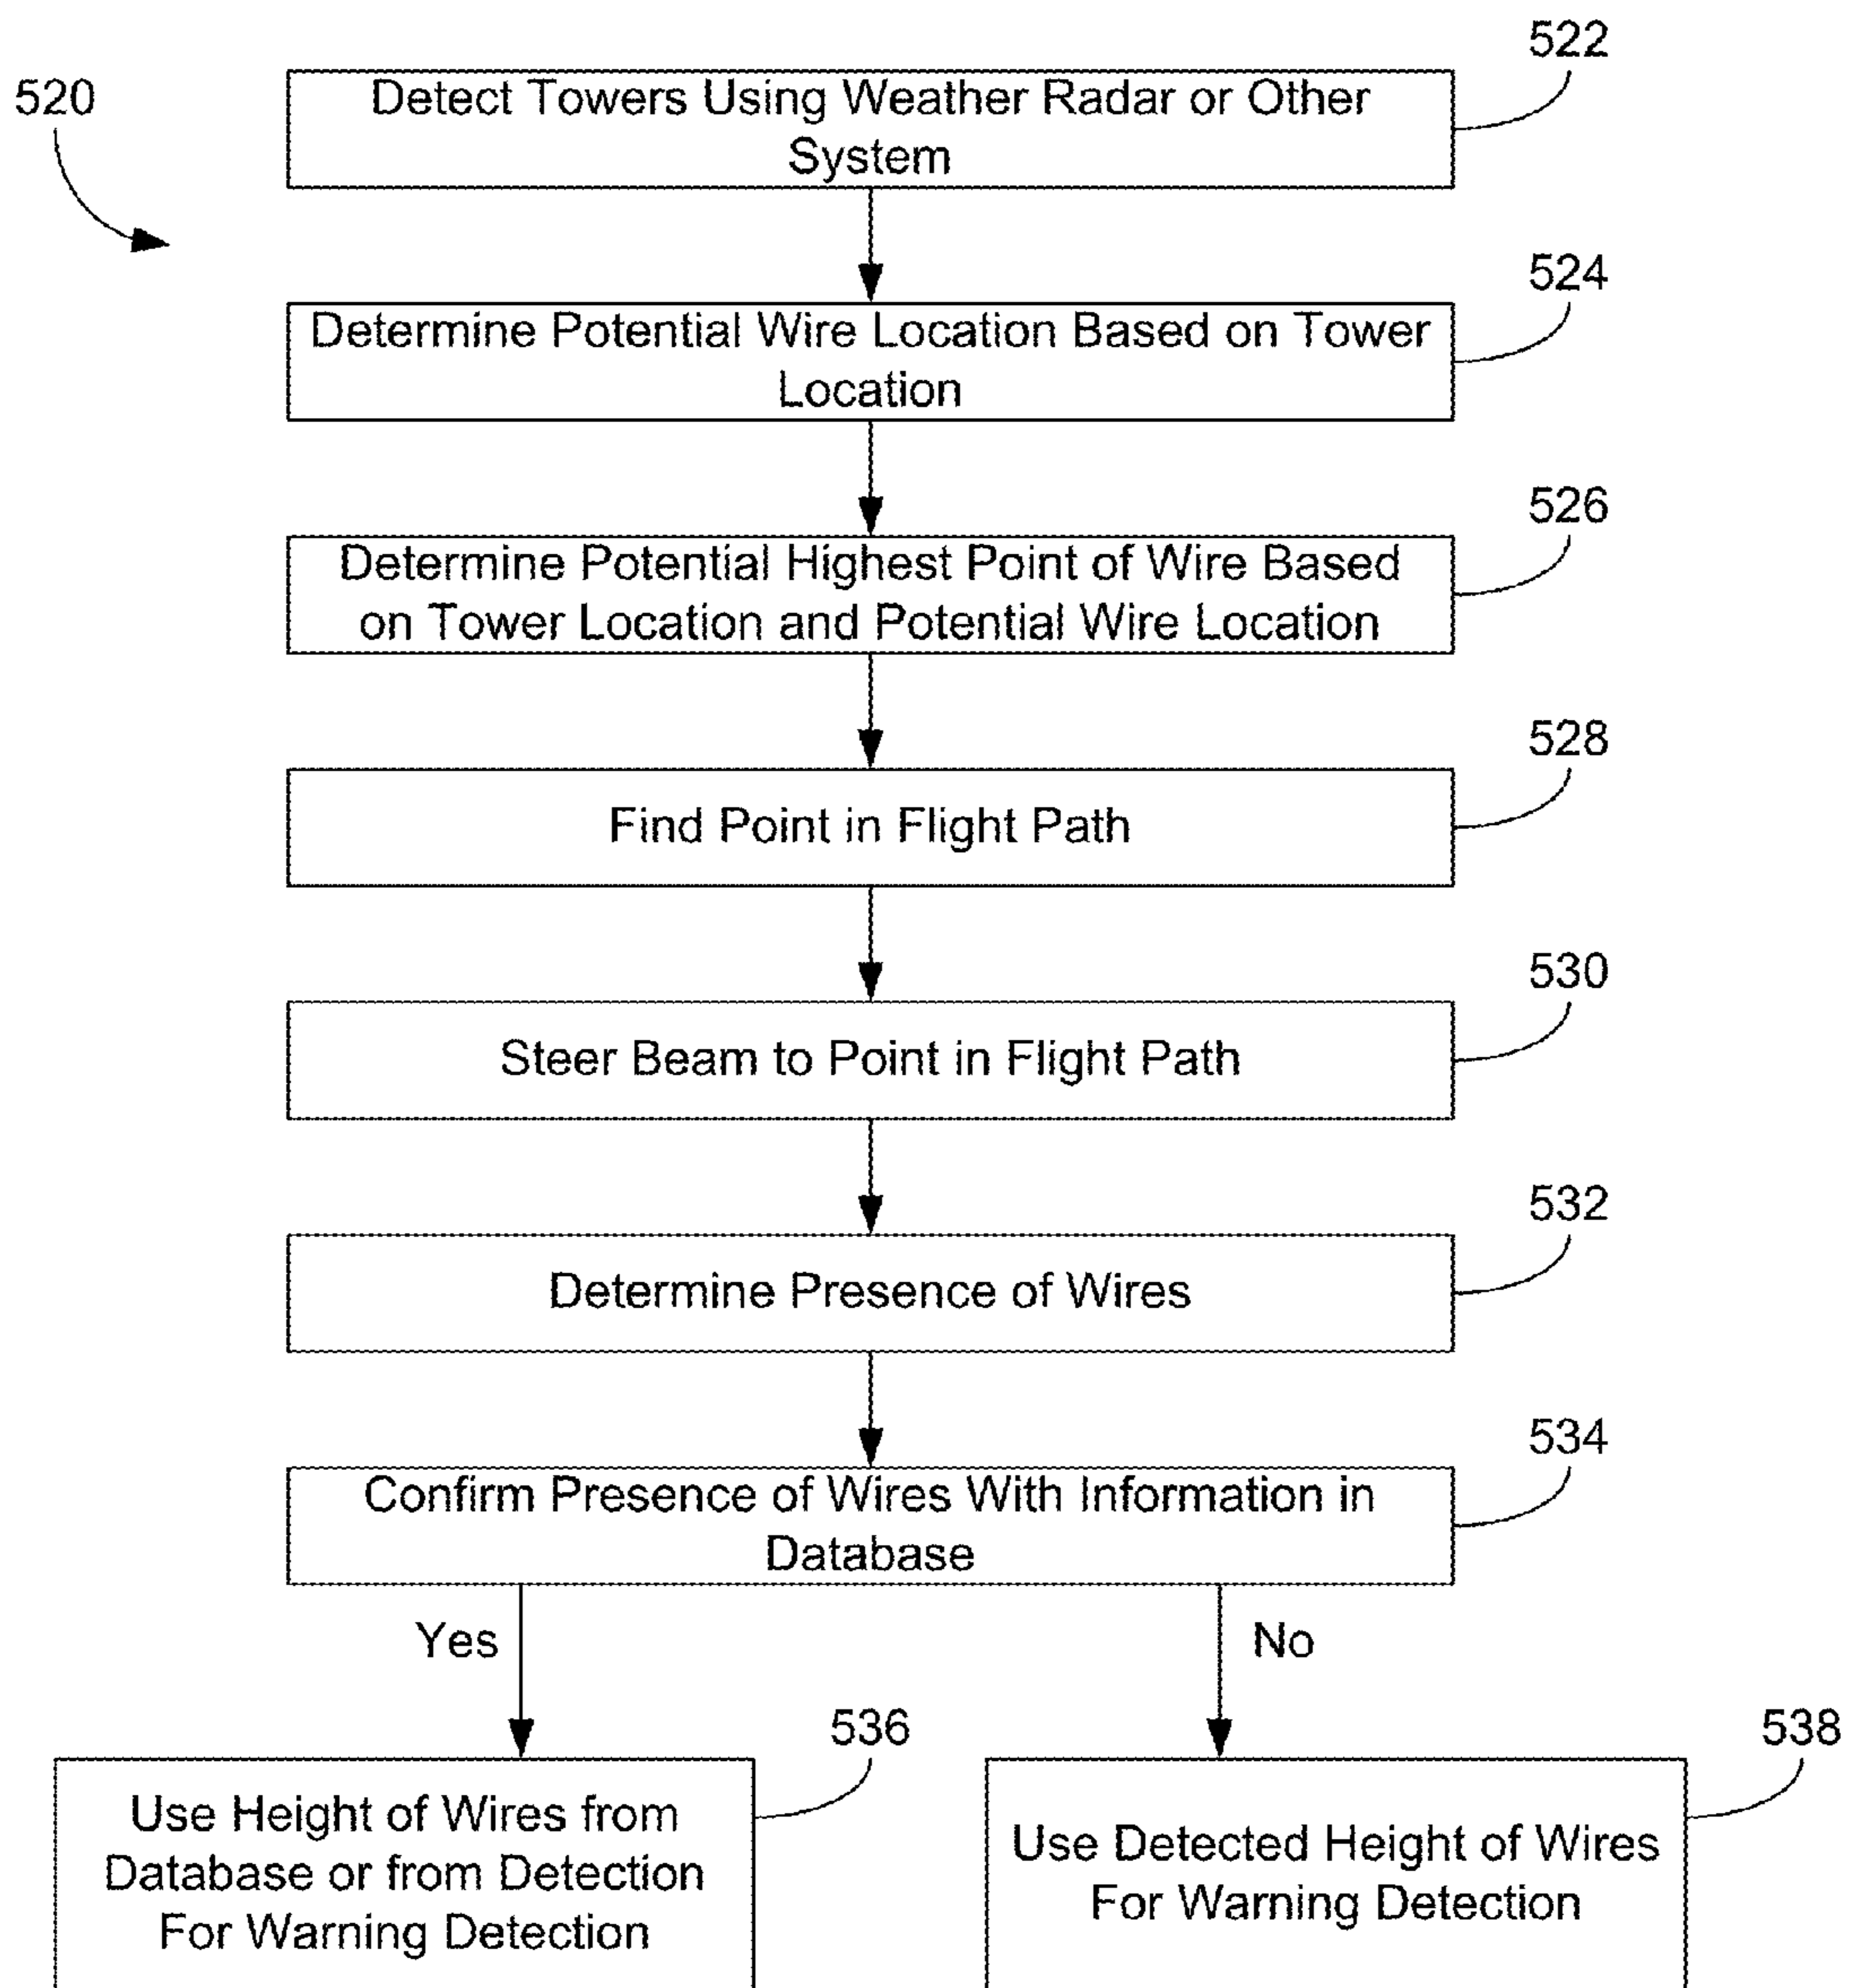 522
520
Detect Towers Using Weather Radar or Other
System
524
Determine Potential Wire Location Based on Tower
Location
526
Determine Potential Highest Point of Wire Based
on Tower Location and Potential Wire Location
528
Find Point in Flight Path
530
Steer Beam to Point in Flight Path
532
Determine Presence of Wires
534
Confirm Presence of Wires With Information in
Database
Yes
No
536
538
Use Height of Wires from
Database or from Detection
For Warning Detection
Use Detected Height of Wires
For Warning Detection